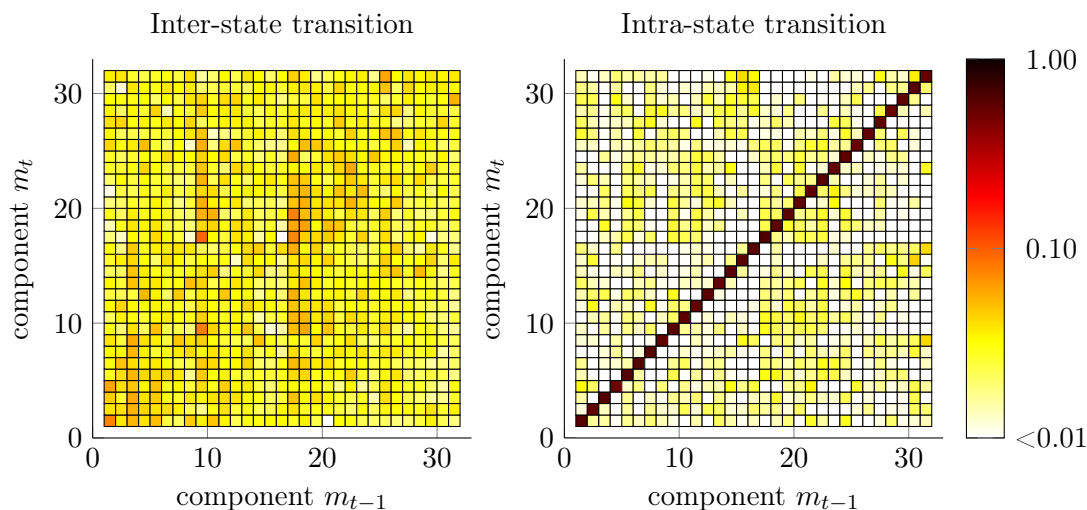 Inter-state transition
Intra-state transition
component m_t
30
20
10
0
0 10 20 30
component m_{t−1}
component m_t
30
20
10
0
0 10 20 30
component m_{t−1}
1.00
0.10
<0.01